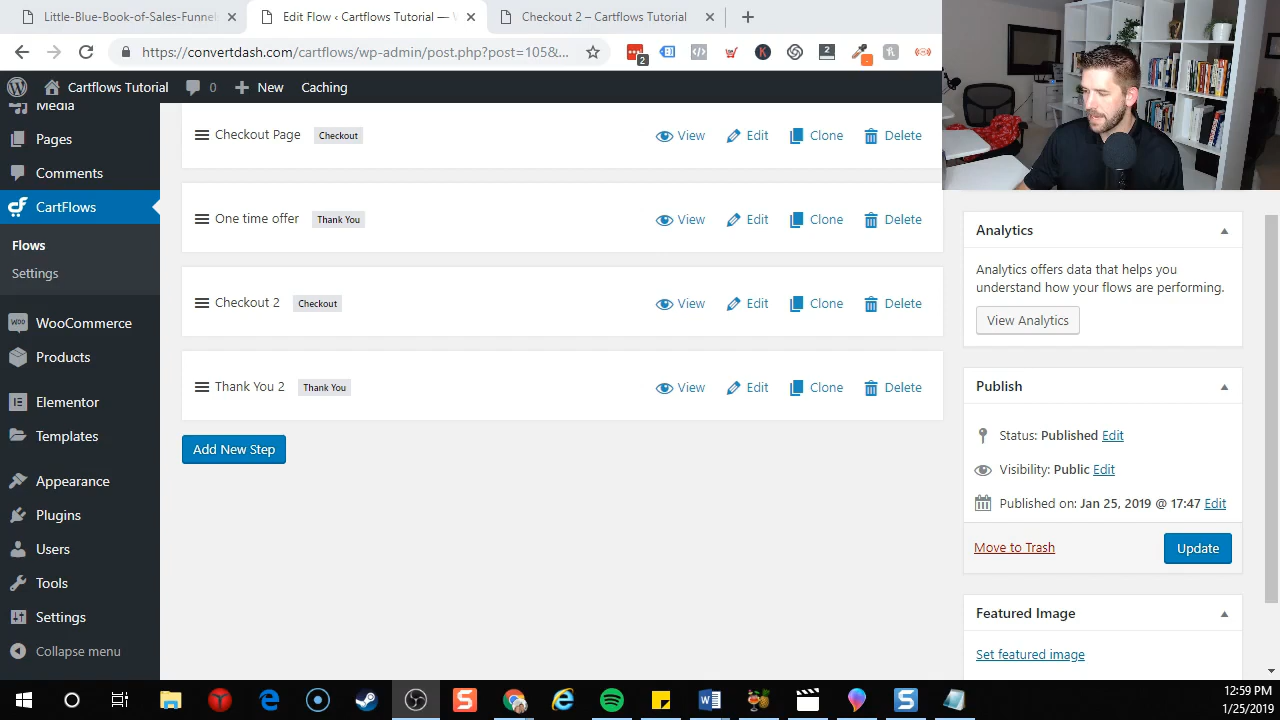 Little-Blue-Book-of-Sales-Funnel
Edit Flow ‹ Cartflows Tutorial —
Checkout 2 – Cartflows Tutorial
https://convertdash.com/cartflows/wp-admin/post.php?post=105&...
2
2
Cartflows Tutorial 0 New Caching
Media
Pages
Comments
CartFlows
Flows
Settings
WooCommerce
Products
Elementor
Templates
Appearance
Plugins
Users
Tools
Settings
Collapse menu
Checkout Page Checkout View Edit Clone Delete
One time offer Thank You View Edit Clone Delete
Checkout 2 Checkout View Edit Clone Delete
Thank You 2 Thank You View Edit Clone Delete
Add New Step
Analytics
Analytics offers data that helps you
understand how your flows are performing.
View Analytics
Publish
Status: Published Edit
Visibility: Public Edit
Published on: Jan 25, 2019 @ 17:47 Edit
Move to Trash Update
Featured Image
Set featured image
12:59 PM
1/25/2019